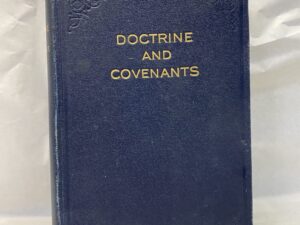 DOCTRINE
AND
COVENANTS